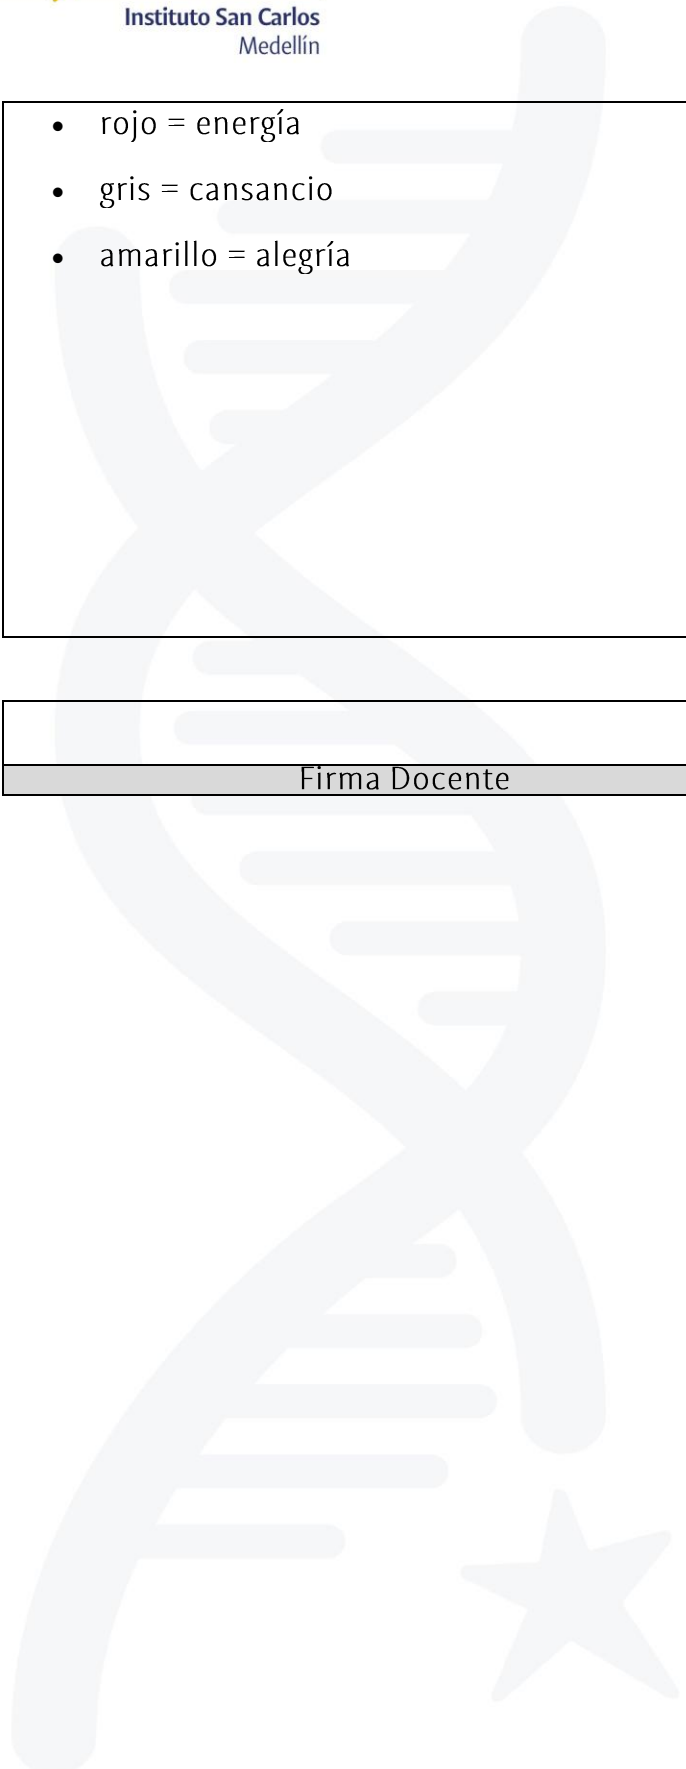 Instituto San Carlos
Medellín
• rojo = energía
• gris = cansancio
• amarillo = alegría
Firma Docente